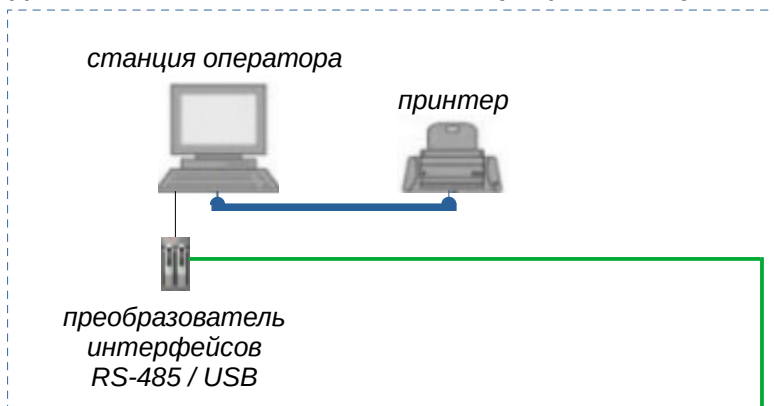 станция оператора
принтер
преобразователь
интерфейсов
RS-485 / USB